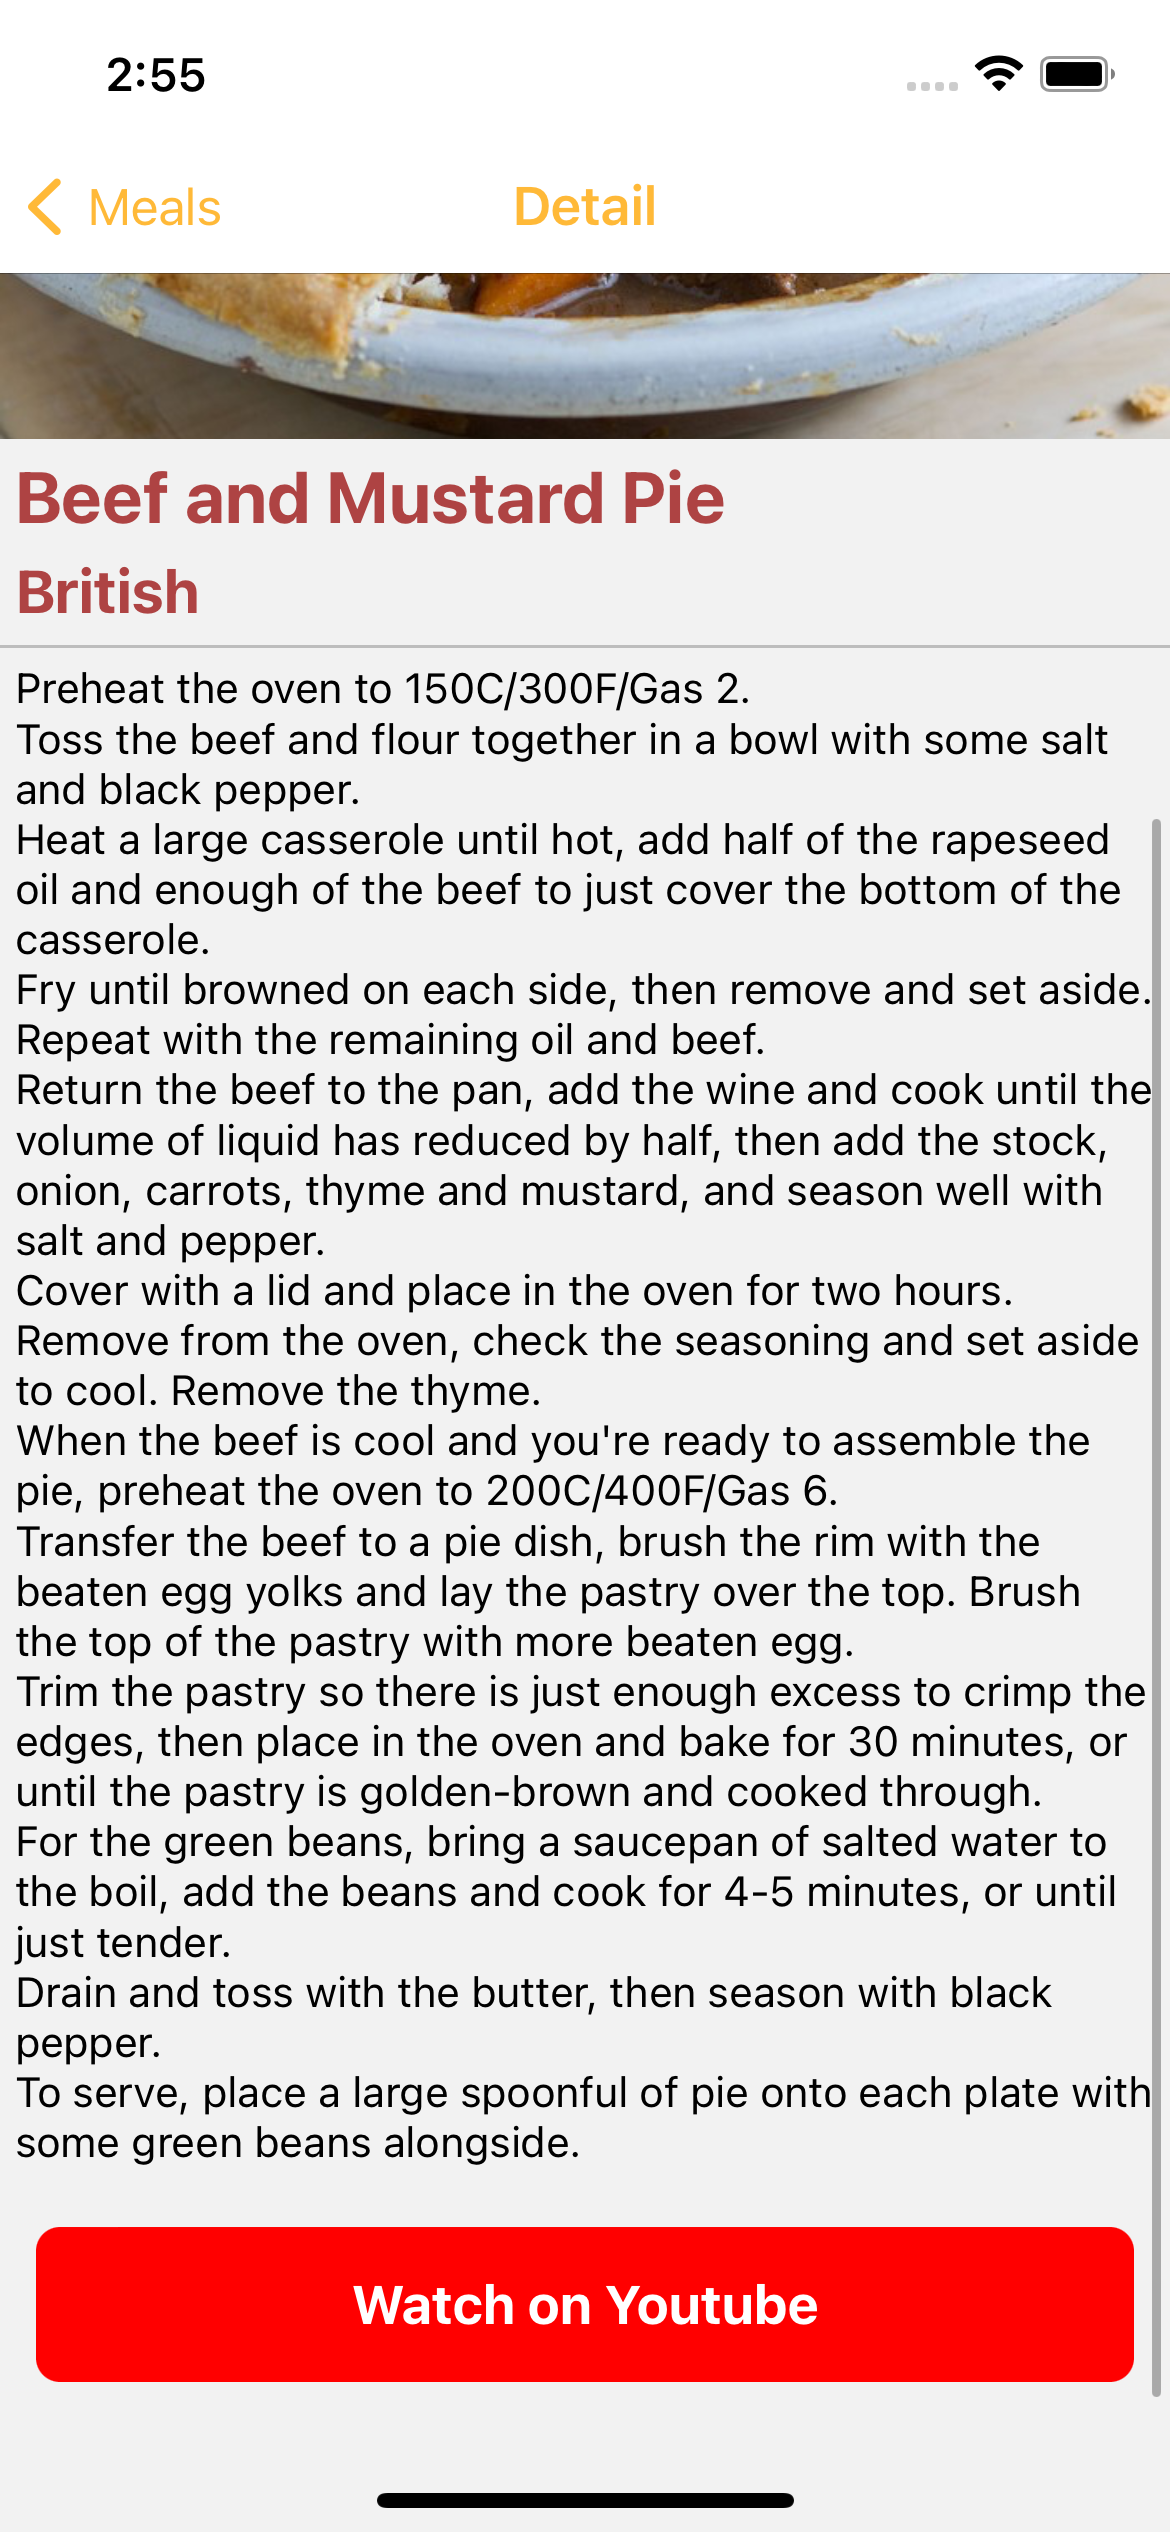 2:55
Meals
Detail
Beef and Mustard Pie
British
Preheat the oven to 150C/300F/Gas 2.
Toss the beef and flour together in a bowl with some salt
and black pepper.
Heat a large casserole until hot, add half of the rapeseed
oil and enough of the beef to just cover the bottom of the
casserole.
Fry until browned on each side, then remove and set aside.
Repeat with the remaining oil and beef.
Return the beef to the pan, add the wine and cook until the
volume of liquid has reduced by half, then add the stock,
onion, carrots, thyme and mustard, and season well with
salt and pepper.
Cover with a lid and place in the oven for two hours.
Remove from the oven, check the seasoning and set aside
to cool. Remove the thyme.
When the beef is cool and you're ready to assemble the
pie, preheat the oven to 200C/400F/Gas 6.
Transfer the beef to a pie dish, brush the rim with the
beaten egg yolks and lay the pastry over the top. Brush
the top of the pastry with more beaten egg.
Trim the pastry so there is just enough excess to crimp the
edges, then place in the oven and bake for 30 minutes, or
until the pastry is golden-brown and cooked through.
For the green beans, bring a saucepan of salted water to
the boil, add the beans and cook for 4-5 minutes, or until
just tender.
Drain and toss with the butter, then season with black
pepper.
To serve, place a large spoonful of pie onto each plate with
some green beans alongside.
Watch on Youtube